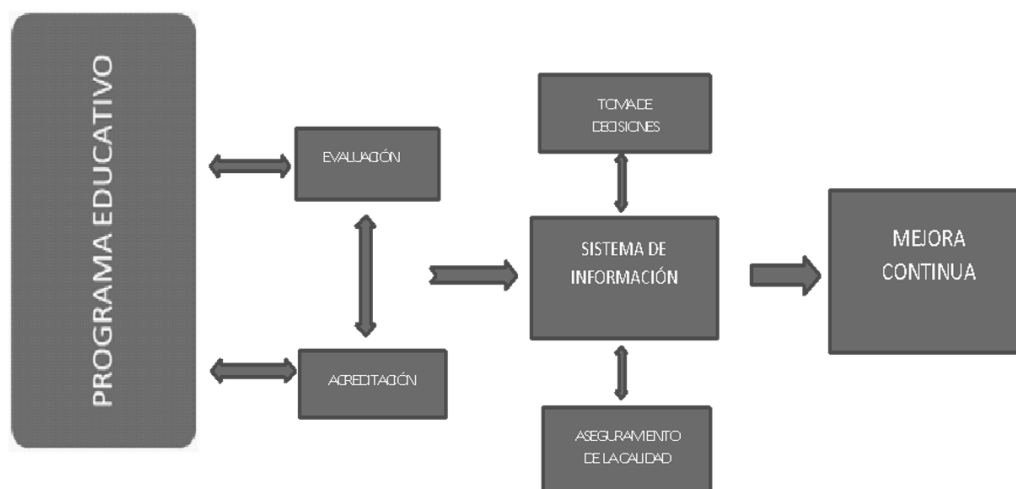 PROGRAMA EDUCATIVO
EVALUACIÓN
ACREDITACIÓN
TOMA DE
DECISIONES
SISTEMA DE
INFORMACIÓN
ASEGURAMIENTO
DE LA CALIDAD
MEJORA
CONTINUA